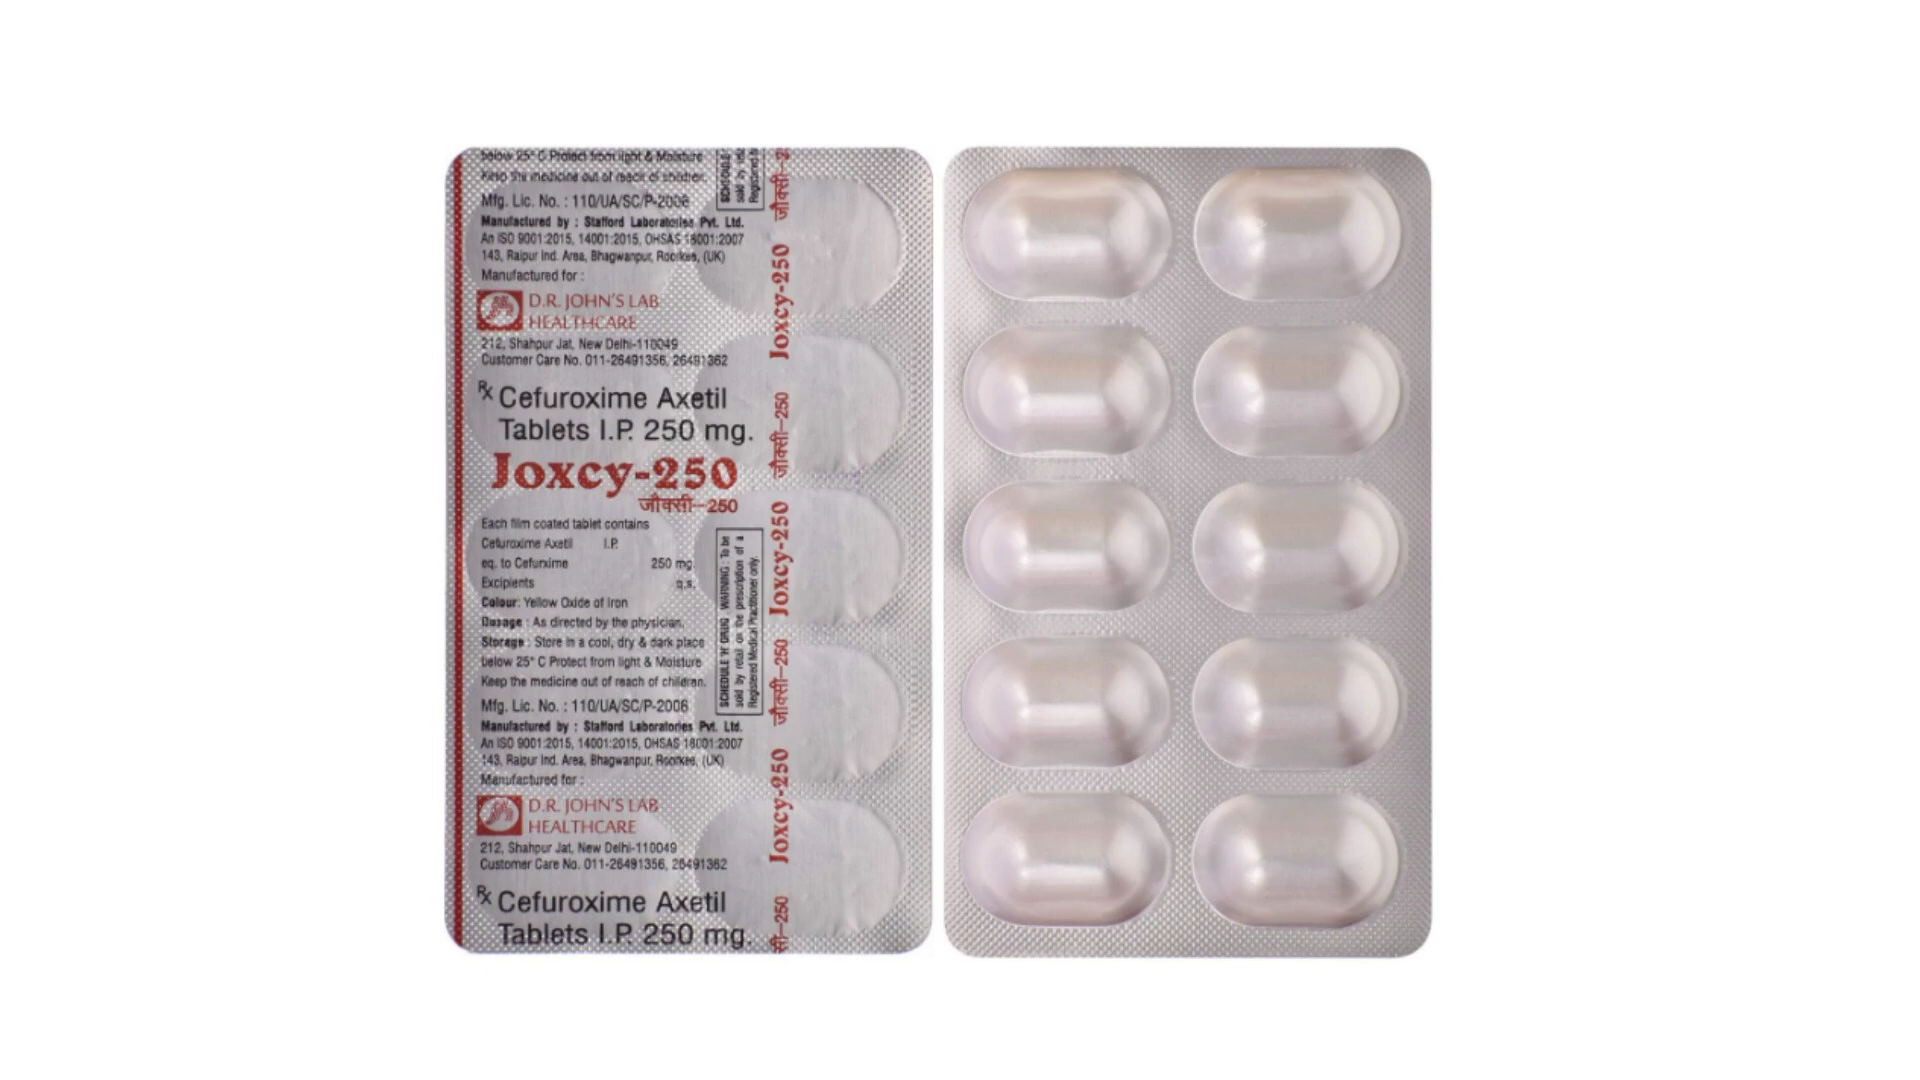 below 25° C Protect from light & Moisture
Keep the medicine out of reach of children.
Mfg. Lic. No. : 110/UA/SC/P-2006
Manufactured by : Stafford Laboratories Pvt. Ltd.
An ISO 9001:2015, 14001:2015, OHSAS 18001:2007
143, Raipur Ind. Area, Bhagwanpur, Roorkee, (UK)
Manufactured for :
D.R. JOHN'S LAB
HEALTHCARE
212, Shahpur Jat, New Delhi-110049
Customer Care No. 011-26491356, 26491362
Rx Cefuroxime Axetil
Tablets I.P. 250 mg.
Joxcy-250
जौक्सी–250
Each film coated tablet contains
Cefuroxime Axetil I.P.
eq. to Cefurxime 250 mg.
Excipients q.s.
Colour: Yellow Oxide of Iron
Dosage : As directed by the physician.
Storage : Store in a cool, dry & dark place
below 25° C Protect from light & Moisture
Keep the medicine out of reach of children.
Mfg. Lic. No. : 110/UA/SC/P-2006
Manufactured by : Stafford Laboratories Pvt. Ltd.
An ISO 9001:2015, 14001:2015, OHSAS 18001:2007
143, Raipur Ind. Area, Bhagwanpur, Roorkee, (UK)
Manufactured for :
D.R. JOHN'S LAB
HEALTHCARE
212, Shahpur Jat, New Delhi-110049
Customer Care No. 011-26491356, 26491362
Rx Cefuroxime Axetil
Tablets I.P. 250 mg.
SCHEDULE
sold by
Registered
SCHEDULE 'H' DRUG WARNING : To be
sold by retail on the prescription of a
Registered Medical Practitioner only.
जौक्सी–2
Joxcy-250
जौक्सी–250
Joxcy-250
जौक्सी–250
Joxcy-250
सी–250